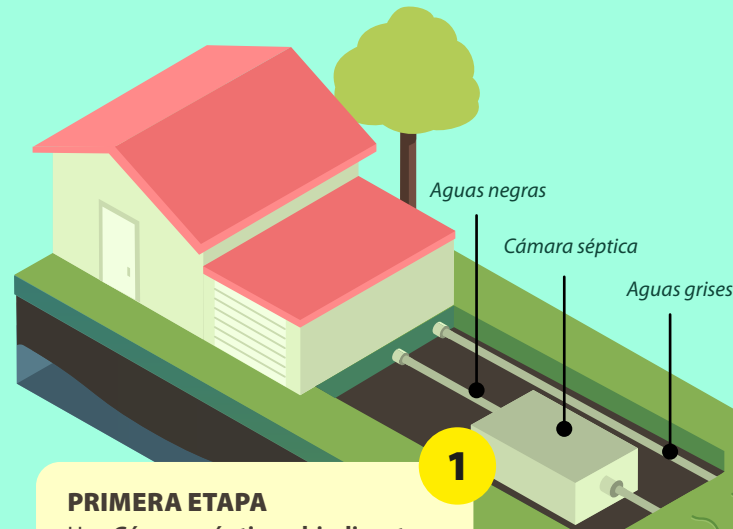 Aguas negras
Cámara séptica
Aguas grises
1
PRIMERA ETAPA